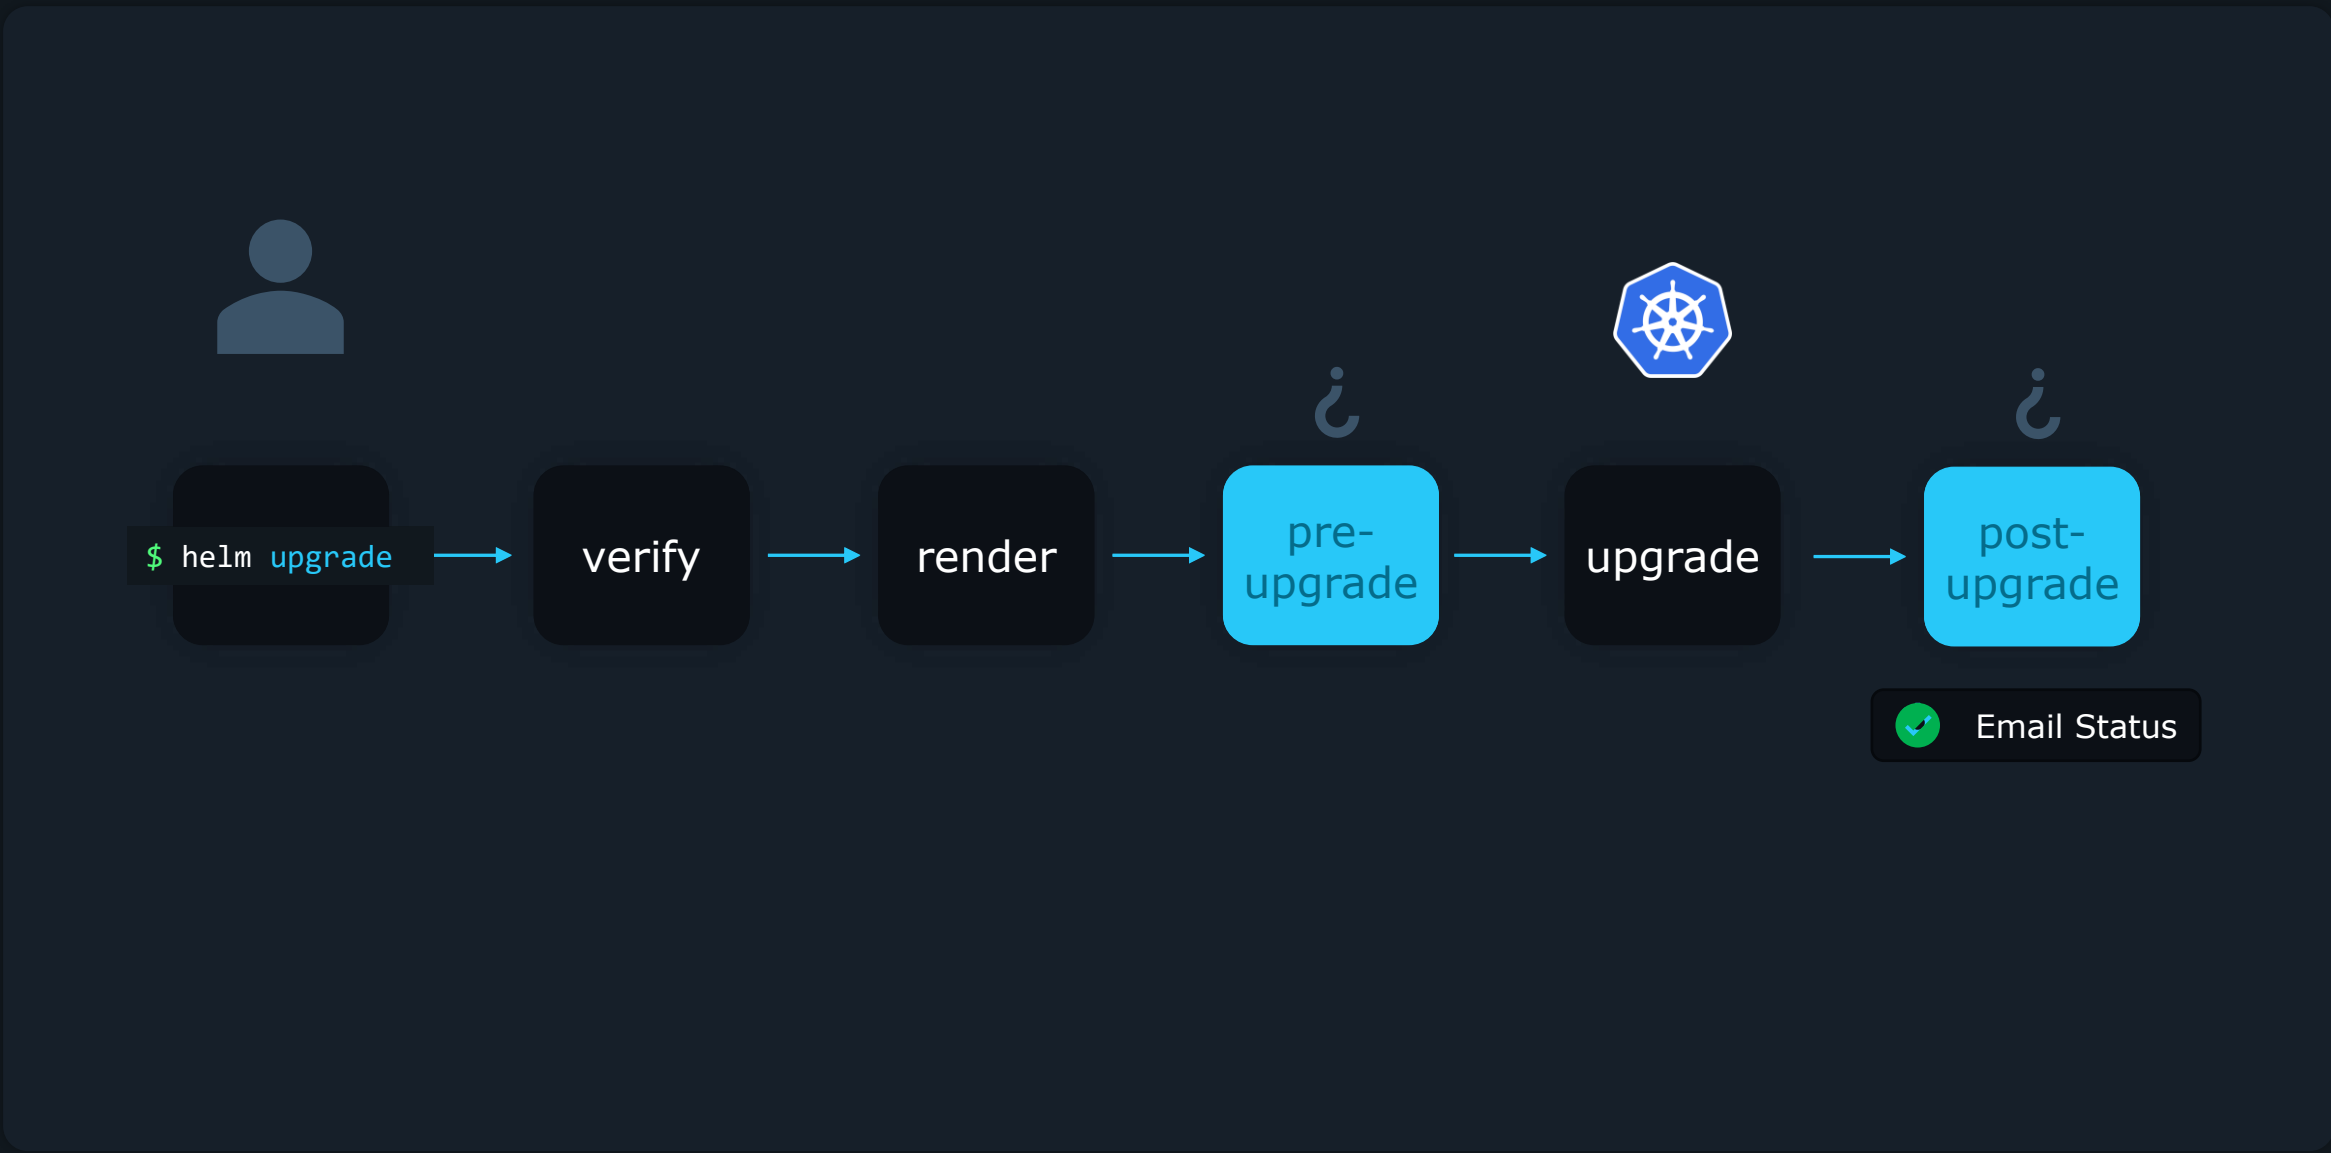 $ helm upgrade
verify
render
pre-
upgrade
upgrade
post-
upgrade
Email Status